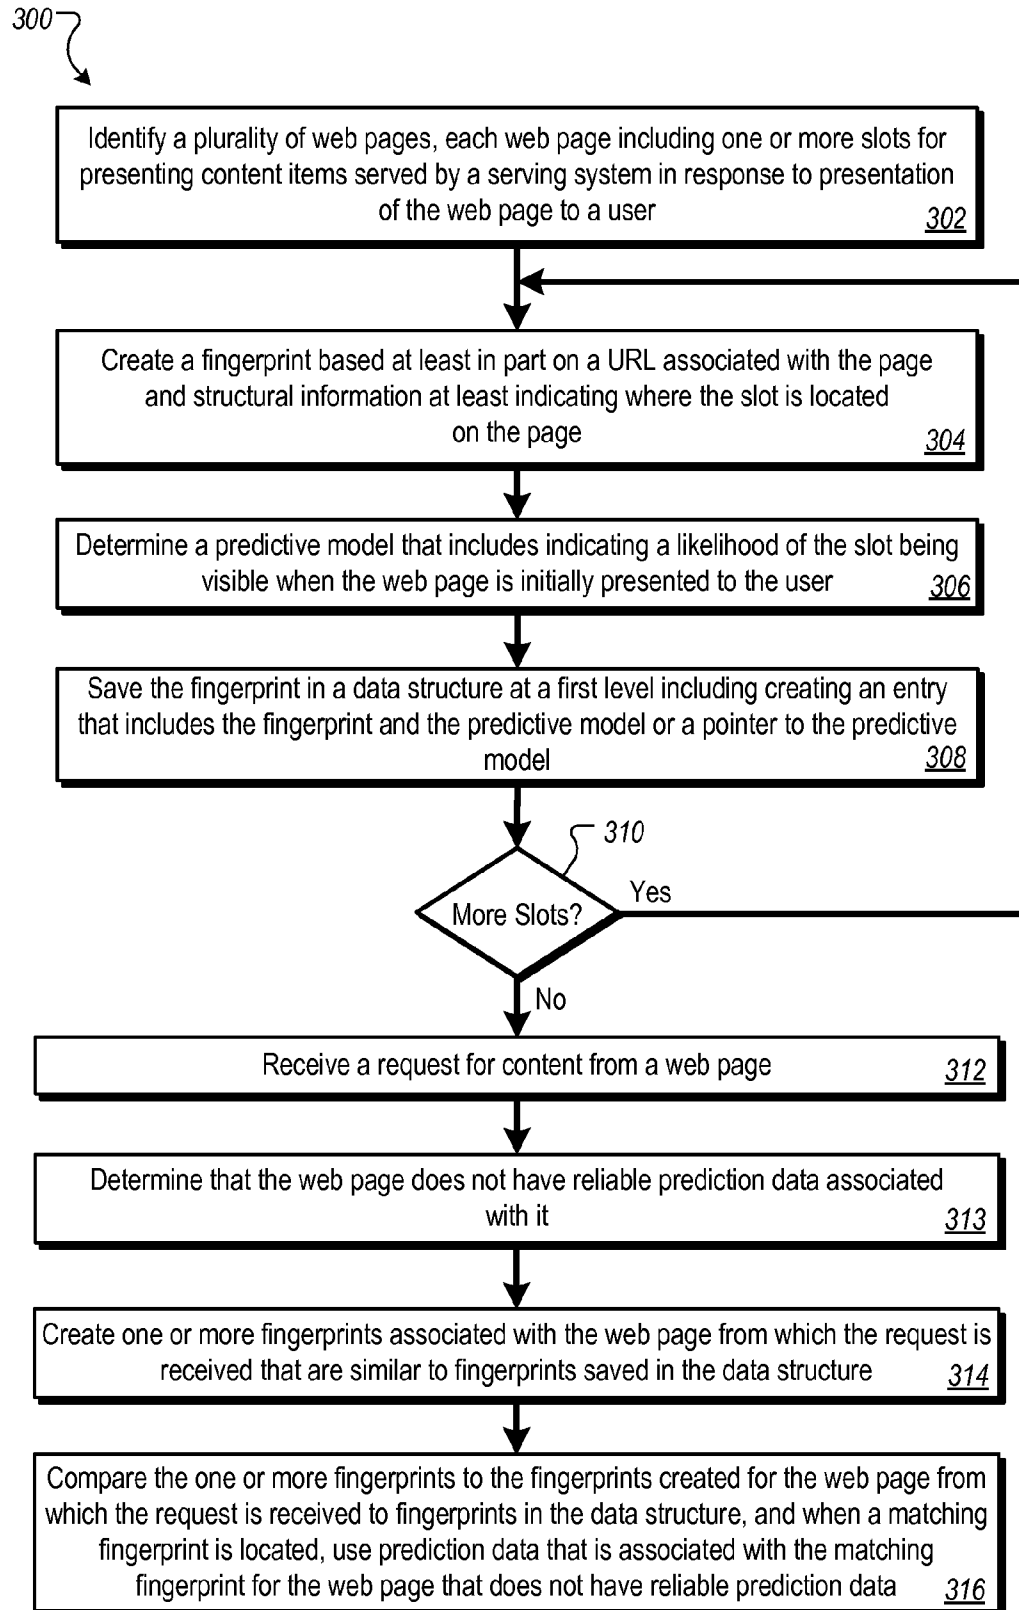 300
Identify a plurality of web pages, each web page including one or more slots for
presenting content items served by a serving system in response to presentation
of the web page to a user
302
Create a fingerprint based at least in part on a URL associated with the page
and structural information at least indicating where the slot is located
on the page
304
Determine a predictive model that includes indicating a likelihood of the slot being
visible when the web page is initially presented to the user
306
Save the fingerprint in a data structure at a first level including creating an entry
that includes the fingerprint and the predictive model or a pointer to the predictive
model
308
310
More Slots?
Yes
No
Receive a request for content from a web page
312
Determine that the web page does not have reliable prediction data associated
with it
313
Create one or more fingerprints associated with the web page from which the request is
received that are similar to fingerprints saved in the data structure
314
Compare the one or more fingerprints to the fingerprints created for the web page from
which the request is received to fingerprints in the data structure, and when a matching
fingerprint is located, use prediction data that is associated with the matching
fingerprint for the web page that does not have reliable prediction data
316